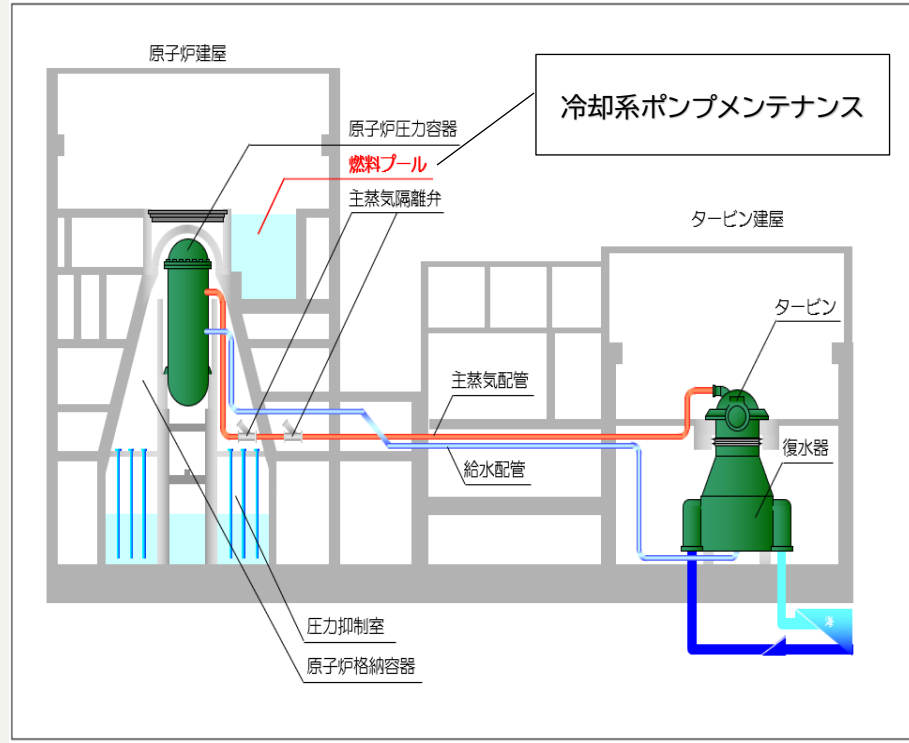 原子炉建屋
冷却系ポンプメンテナンス
原子炉圧力容器
燃料プール
主蒸気隔離弁
タービン建屋
タービン
主蒸気配管
復水器
給水配管
海
圧力抑制室
原子炉格納容器